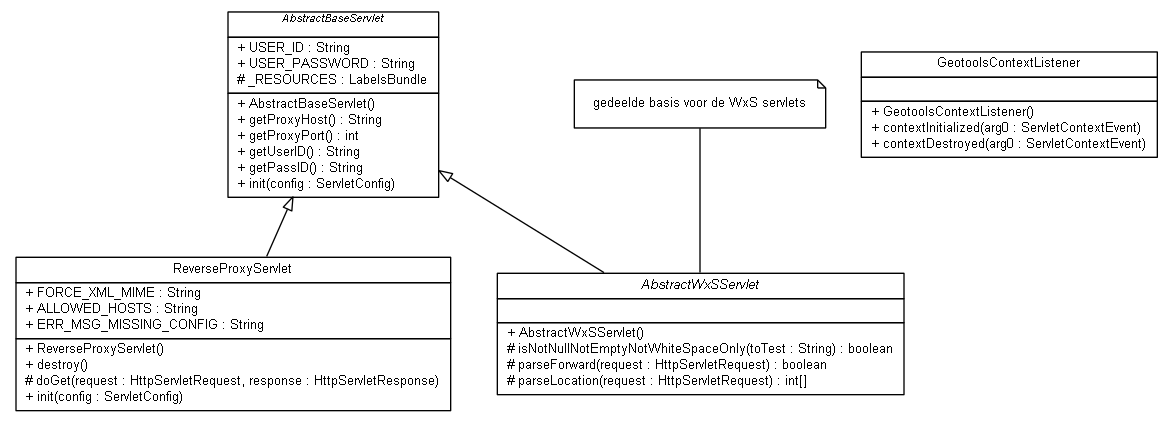 AbstractBaseServlet
+ USER_ID : String
+ USER_PASSWORD : String
# _RESOURCES : LabelsBundle
+ AbstractBaseServlet()
+ getProxyHost() : String
+ getProxyPort() : int
+ getUserID() : String
+ getPassID() : String
+ init(config : ServletConfig)
gedeelde basis voor de WxS servlets
GeotoolsContextListener
+ GeotoolsContextListener()
+ contextInitialized(arg0 : ServletContextEvent)
+ contextDestroyed(arg0 : ServletContextEvent)
ReverseProxyServlet
+ FORCE_XML_MIME : String
+ ALLOWED_HOSTS : String
+ ERR_MSG_MISSING_CONFIG : String
+ ReverseProxyServlet()
+ destroy()
# doGet(request : HttpServletRequest, response : HttpServletResponse)
+ init(config : ServletConfig)
AbstractWxSServlet
+ AbstractWxSServlet()
# isNotNullNotEmptyNotWhiteSpaceOnly(toTest : String) : boolean
# parseForward(request : HttpServletRequest) : boolean
# parseLocation(request : HttpServletRequest) : int[]